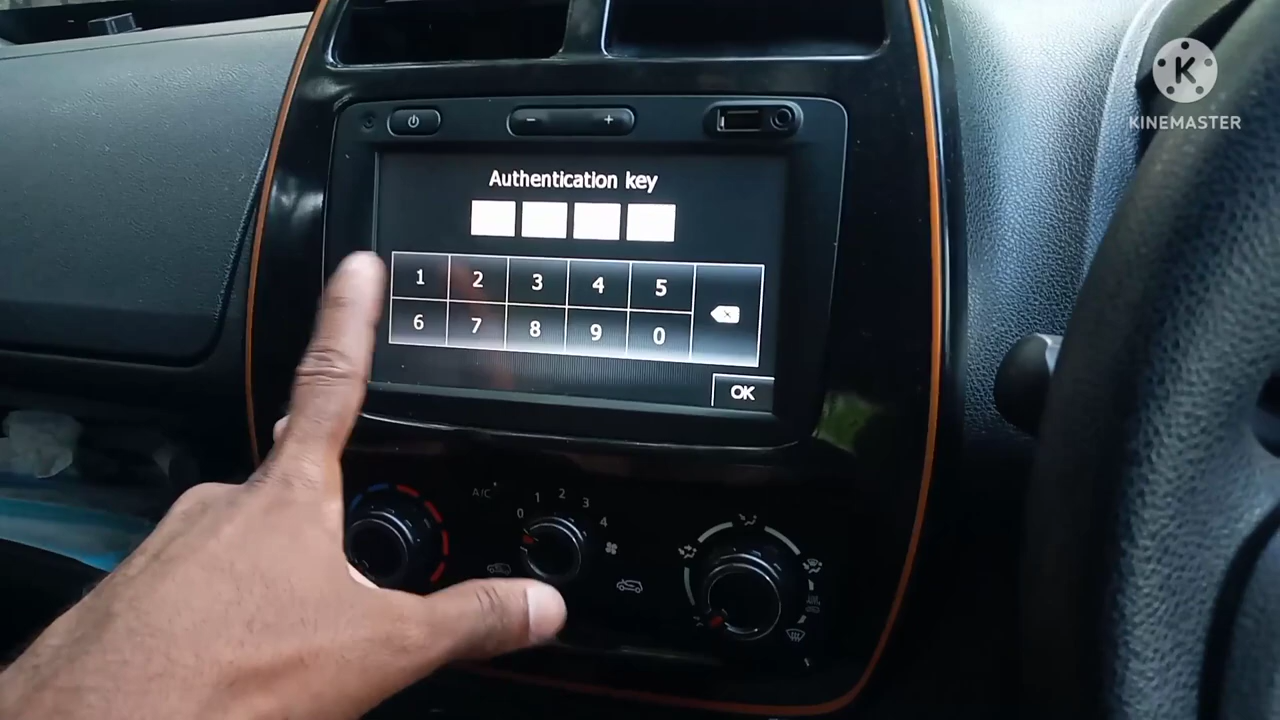 K
KINEMASTER
- +
Authentication key
1 2 3 4 5
6 7 8 9 0
OK
A/C
0 1 2 3 4